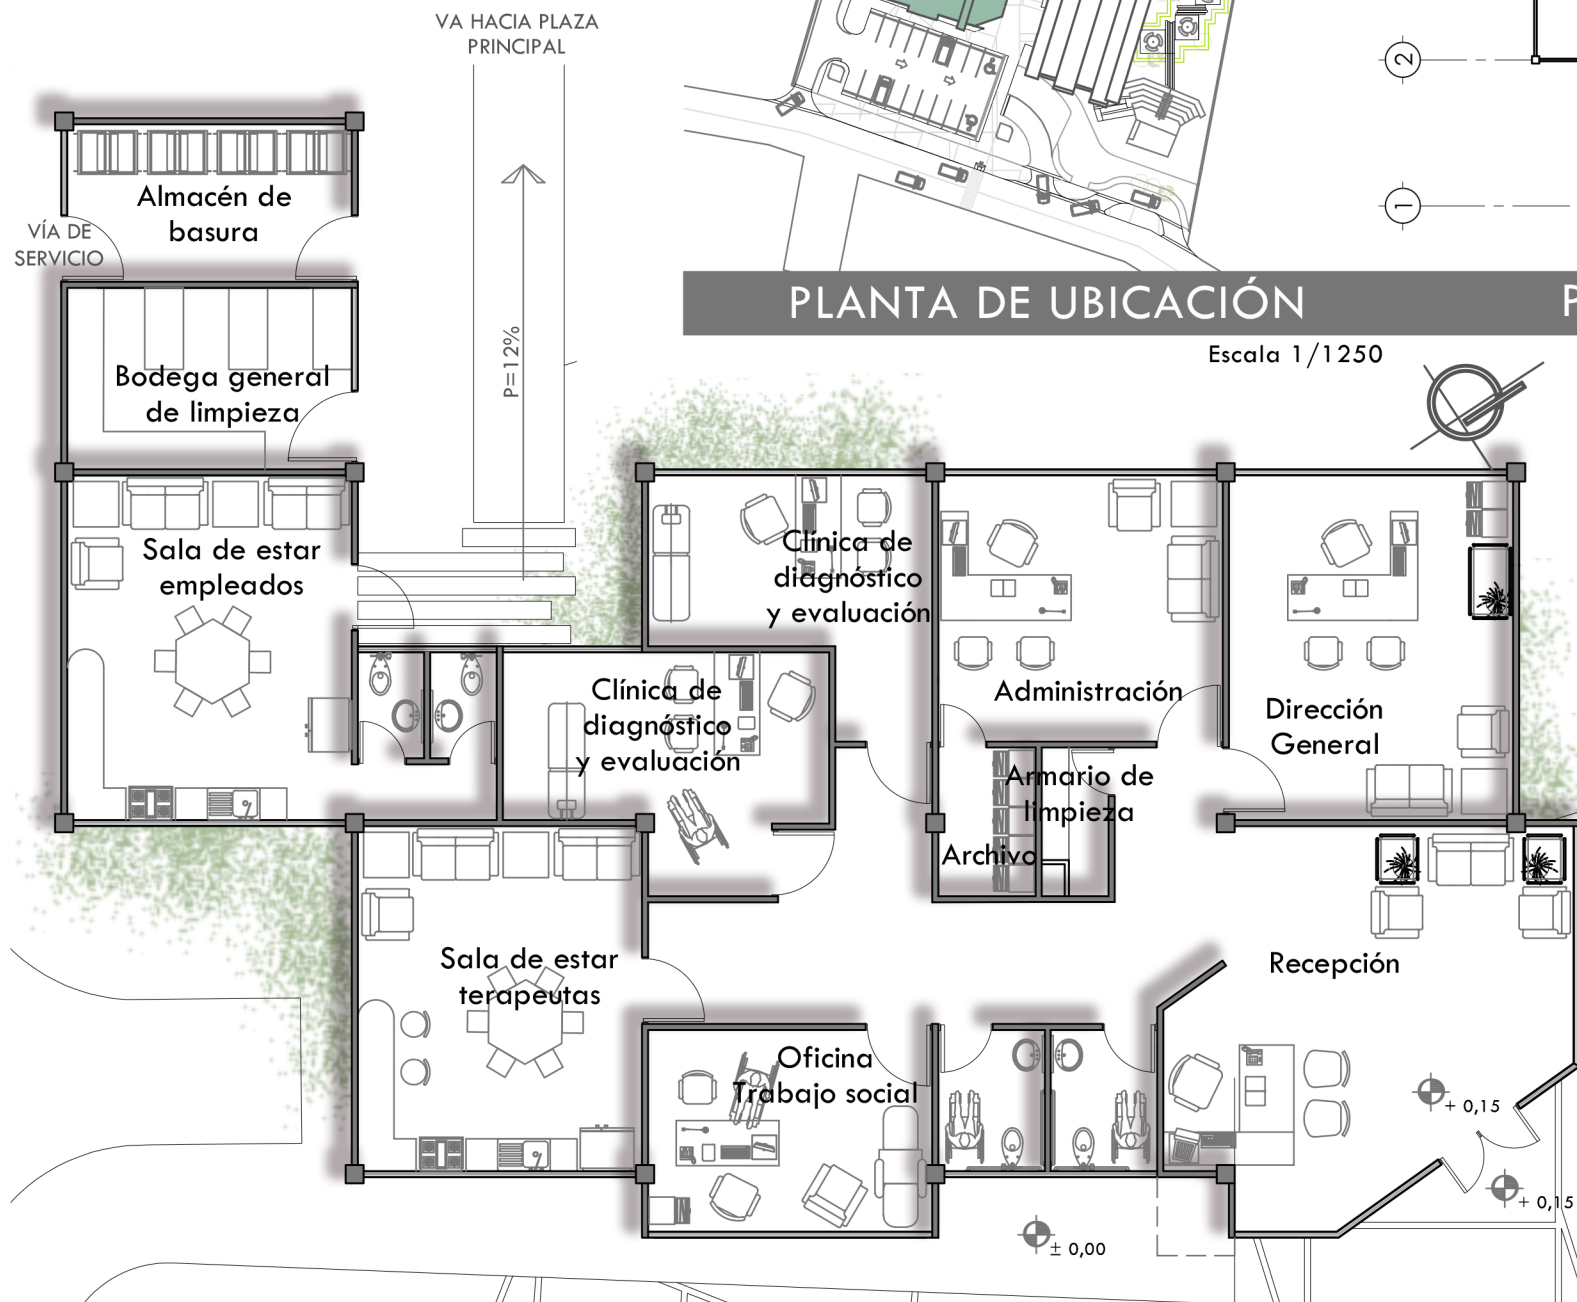 VA HACIA PLAZA
PRINCIPAL
2
1
Almacén de
basura
VÍA DE
SERVICIO
PLANTA DE UBICACIÓN
P
Escala 1/1250
P=12%
Bodega general
de limpieza
Sala de estar
empleados
Clínica de
diagnóstico
y evaluación
Clínica de
diagnóstico
y evaluación
Administración
Dirección
General
Armario de
limpieza
Archivo
Sala de estar
terapeutas
Recepción
Oficina
Trabajo social
+ 0,15
+ 0,15
± 0,00